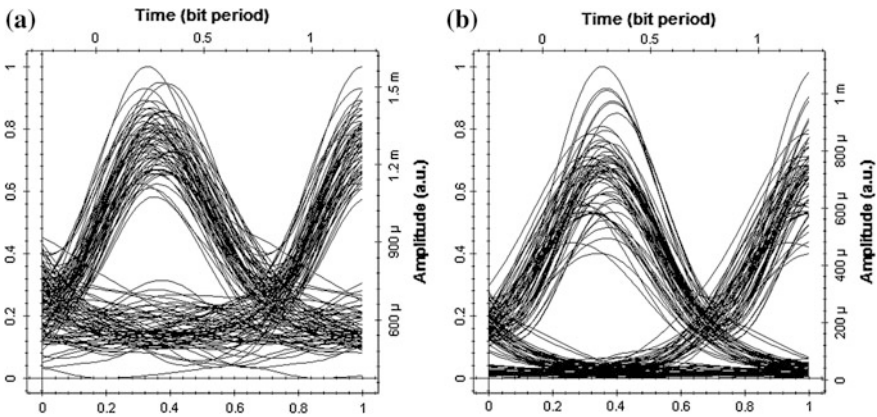 (a)
Time (bit period)
0 0.5 1
1
0.8
0.6
0.4
0.2
0
1.5 m
1.2 m
900 µ
600 µ
Amplitude (a.u.)
0 0.2 0.4 0.6 0.8 1
(b)
Time (bit period)
0 0.5 1
1
0.8
0.6
0.4
0.2
0
1 m
800 µ
600 µ
400 µ
200 µ
0
Amplitude (a.u.)
0 0.2 0.4 0.6 0.8 1